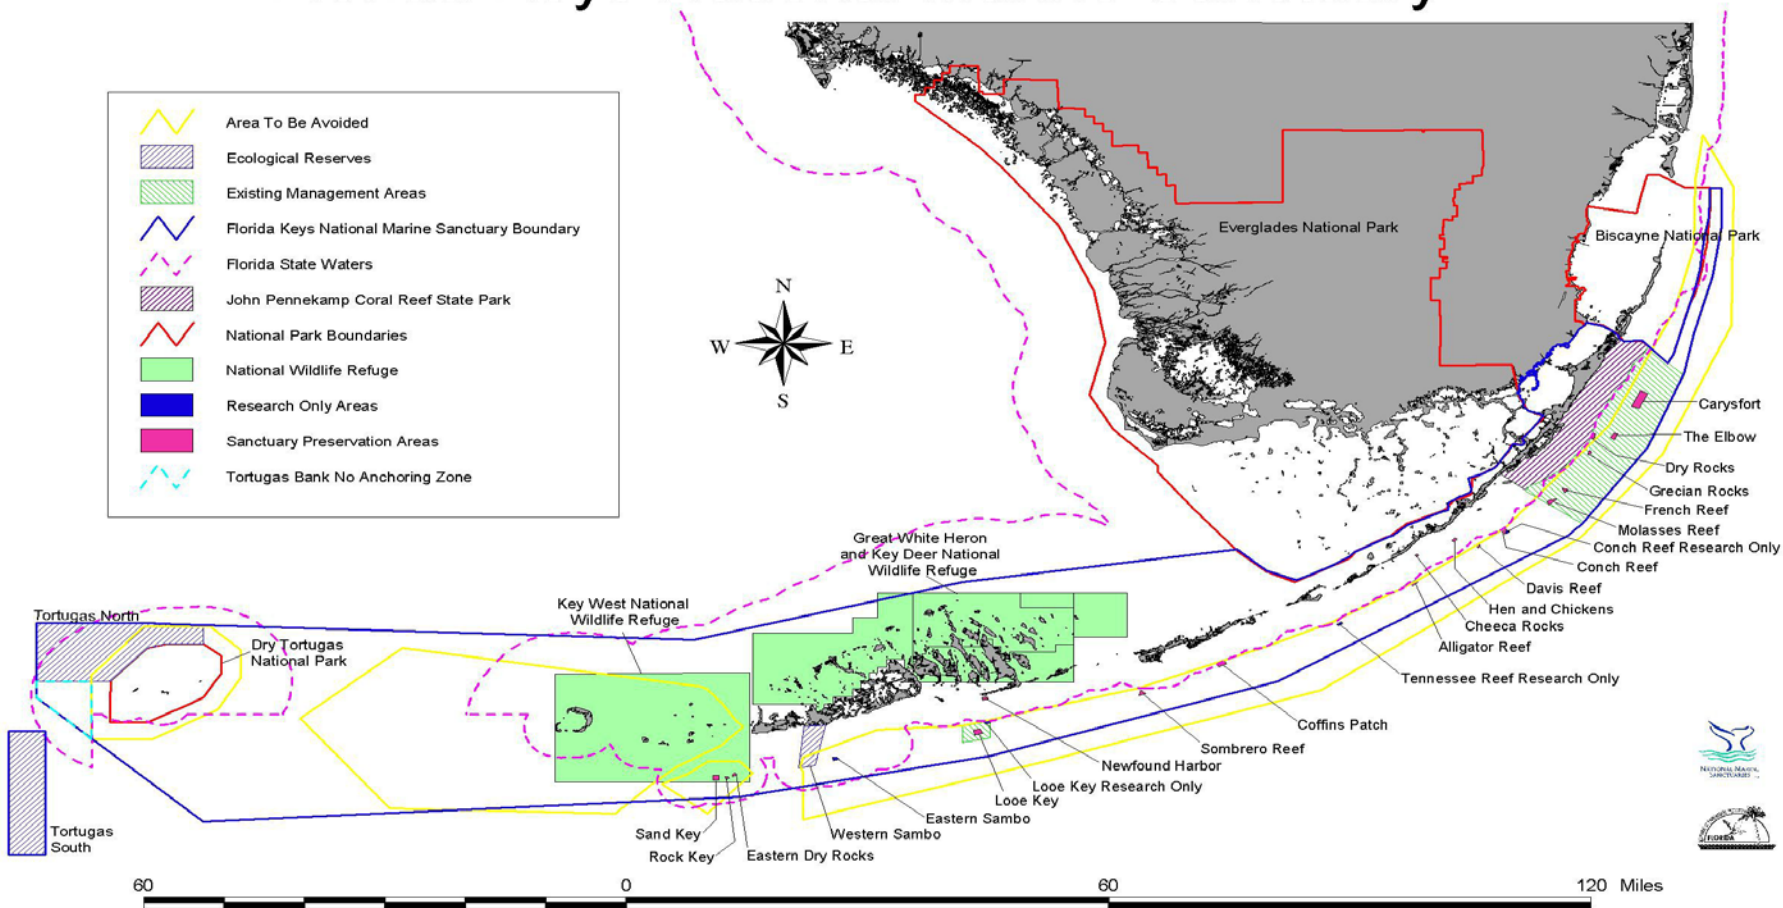 Area To Be Avoided
Ecological Reserves
Existing Management Areas
Florida Keys National Marine Sanctuary Boundary
Florida State Waters
John Pennekamp Coral Reef State Park
National Park Boundaries
National Wildlife Refuge
Research Only Areas
Sanctuary Preservation Areas
Tortugas Bank No Anchoring Zone
N
W
E
S
Everglades National Park
Biscayne National Park
Carysfort
The Elbow
Dry Rocks
Grecian Rocks
French Reef
Molasses Reef
Conch Reef Research Only
Conch Reef
Davis Reef
Hen and Chickens
Cheeca Rocks
Alligator Reef
Tennessee Reef Research Only
Coffins Patch
Sombrero Reef
Newfound Harbor
Looe Key Research Only
Looe Key
Eastern Sambo
Western Sambo
Eastern Dry Rocks
Rock Key
Sand Key
Great White Heron
and Key Deer National
Wildlife Refuge
Key West National
Wildlife Refuge
Tortugas North
Dry Tortugas
National Park
Tortugas
South
NATIONAL MARINE
SANCTUARIES
FLORIDA
60
0
60
120
Miles